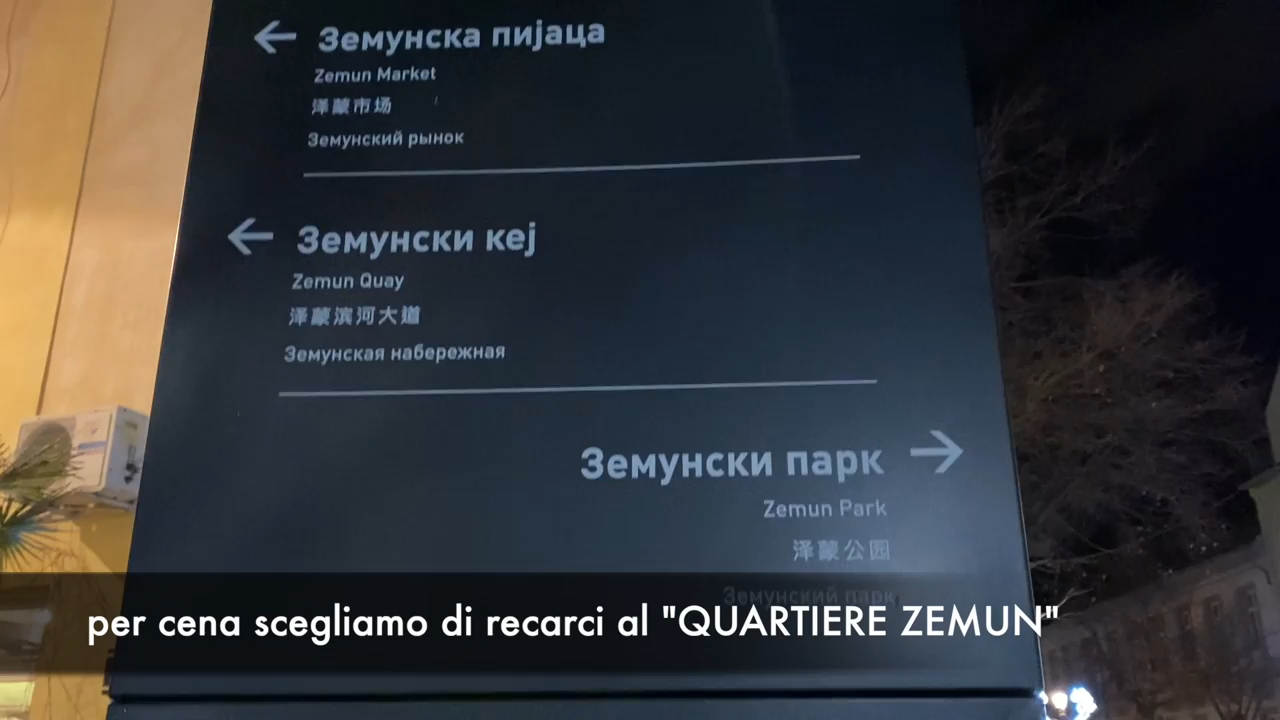 ← Земунска пијаца
Zemun Market
泽蒙市场
Земунский рынок
← Земунски кеј
Zemun Quay
泽蒙滨河大道
Земунская набережная
Земунски парк →
Zemun Park
泽蒙公园
Земунский парк
per cena scegliamo di recarci al "QUARTIERE ZEMUN"